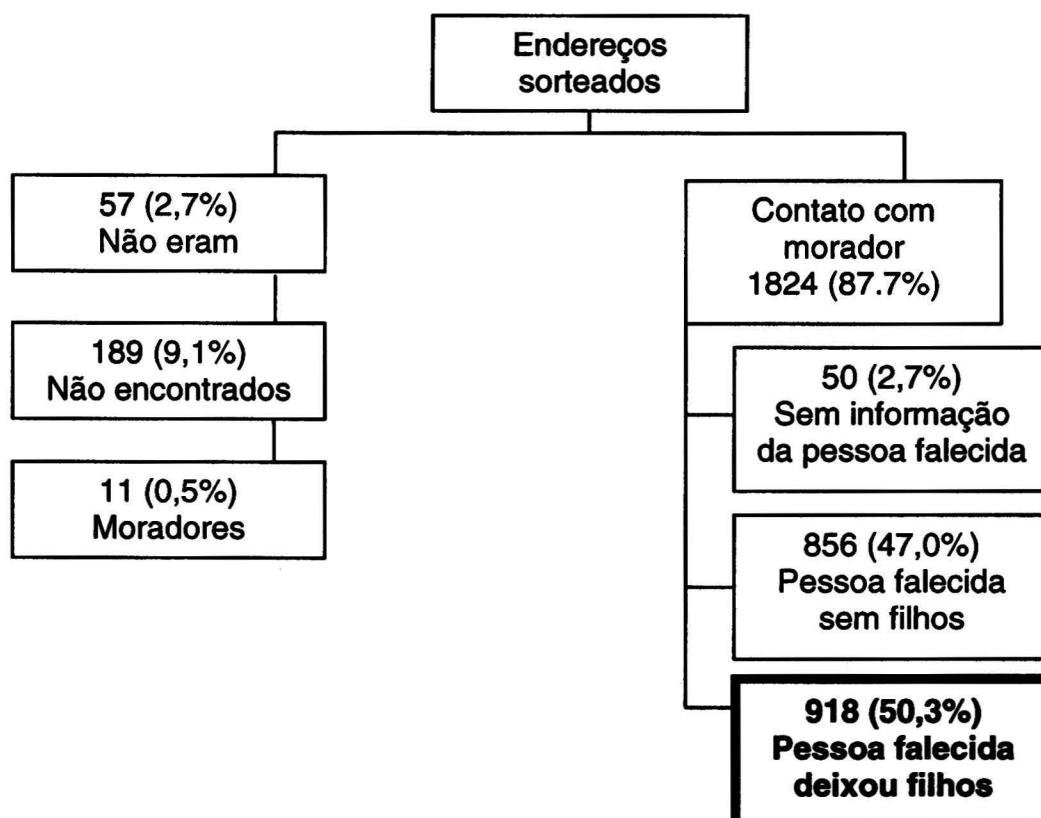 Endereços
sorteados
57 (2,7%)
Não eram
189 (9,1%)
Não encontrados
11 (0,5%)
Moradores
Contato com
morador
1824 (87.7%)
50 (2,7%)
Sem informação
da pessoa falecida
856 (47,0%)
Pessoa falecida
sem filhos
918 (50,3%)
Pessoa falecida
deixou filhos